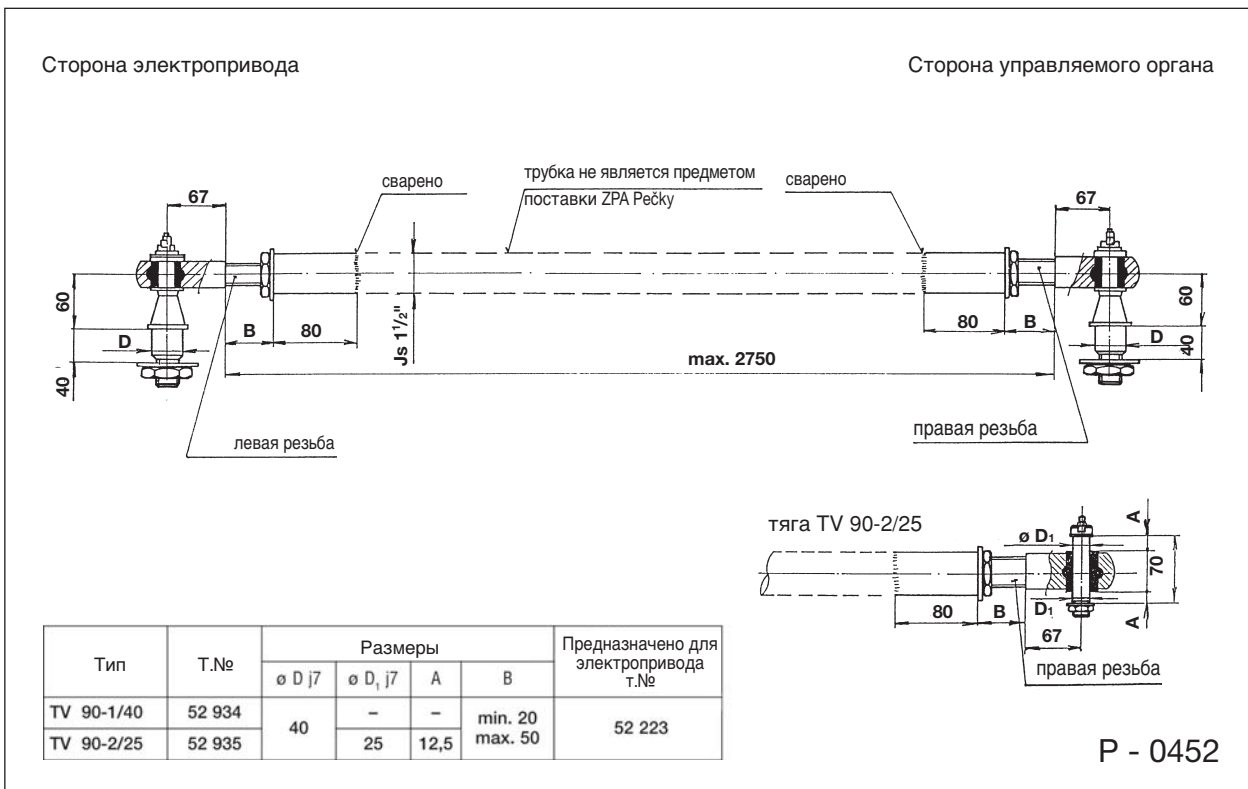 Сторона электропривода
Сторона управляемого органа
67
сварено
трубка не является предметом
поставки ZPA Pečky
сварено
67
60
D
40
B
80
Js 1 1/2"
max. 2750
80
B
60
D
40
левая резьба
правая резьба
тяга TV 90-2/25
ø D₁
A
70
80
B
D₁
A
67
правая резьба
Тип
Т.№
Размеры
Предназначено для
электропривода
т.№
ø D j7
ø D₁ j7
A
B
TV 90-1/40
52 934
40
–
–
min. 20
max. 50
52 223
TV 90-2/25
52 935
25
12,5
P - 0452